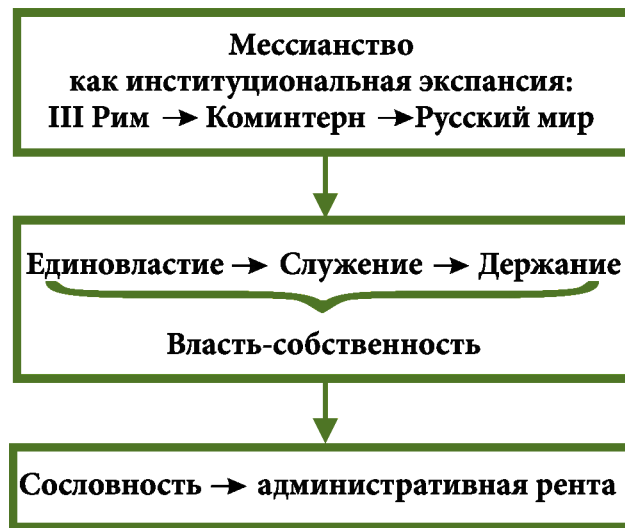 Мессианство
как институциональная экспансия:
III Рим → Коминтерн → Русский мир
Единовластие → Служение → Держание
Власть-собственность
Сословность → административная рента